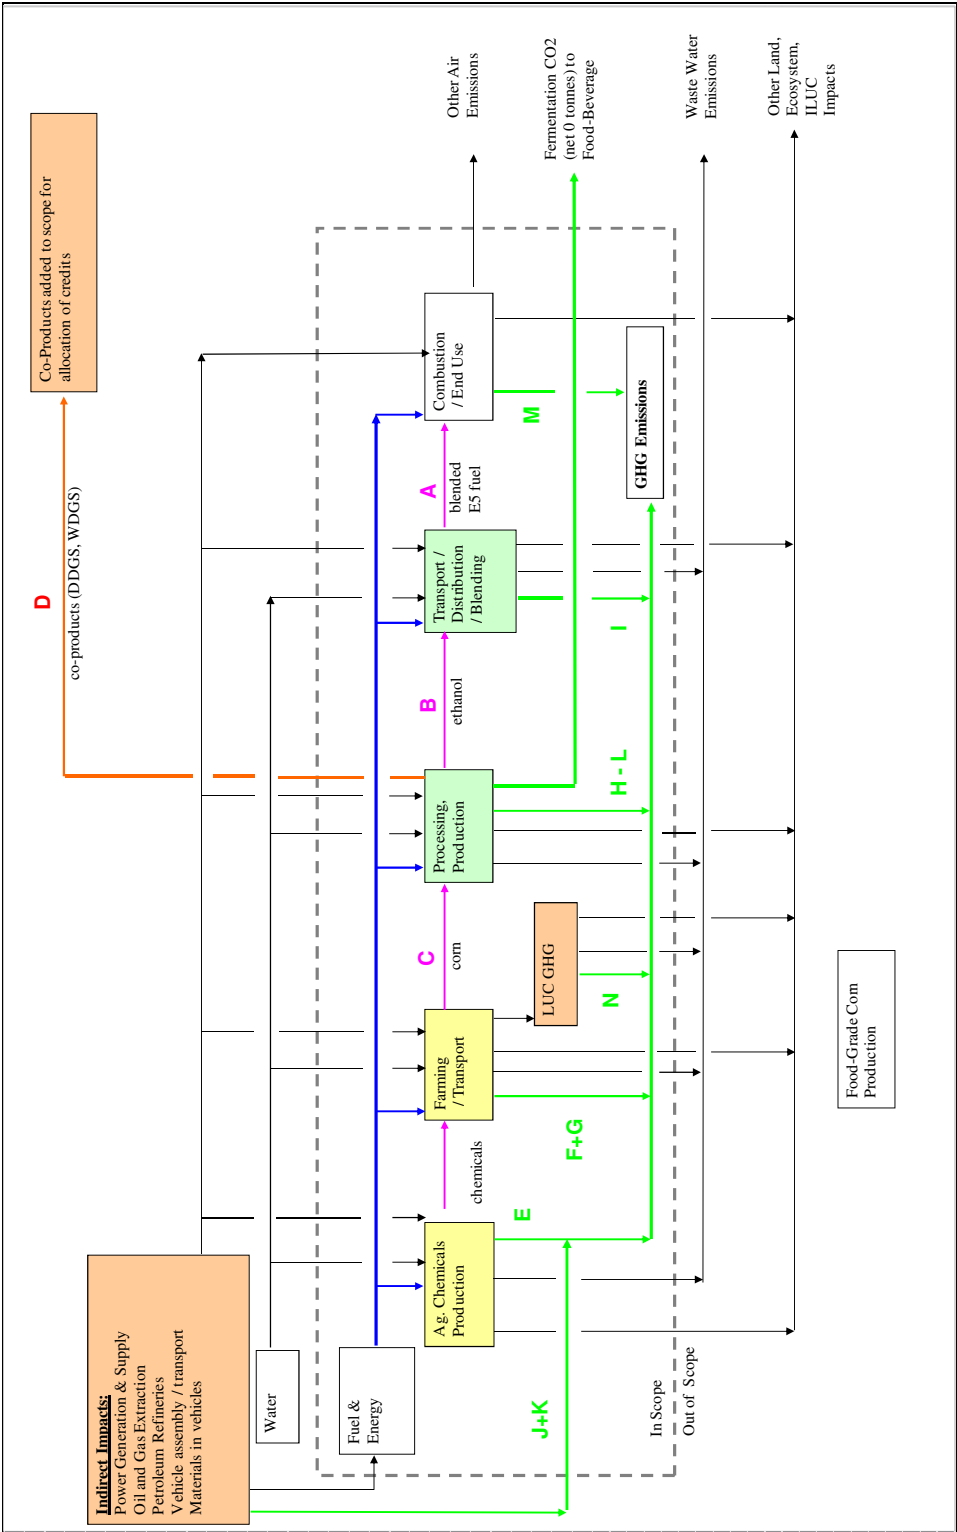 Co-Products added to scope for
allocation of credits
D
co-products (DDGS, WDGS)
Indirect Impacts:
Power Generation & Supply
Oil and Gas Extraction
Petroleum Refineries
Vehicle assembly / transport
Materials in vehicles
Water
Fuel &
Energy
Ag. Chemicals
Production
chemicals
Farming
/ Transport
C
corn
Processing,
Production
B
ethanol
Transport /
Distribution
/ Blending
A
blended
E5 fuel
Combustion
/ End Use
Other Air
Emissions
Fermentation CO2
(net 0 tonnes) to
Food-Beverage
Waste Water
Emissions
Other Land,
Ecosystem,
ILUC
Impacts
J+K
E
F+G
LUC GHG
N
H - L
I
M
GHG Emissions
In Scope
Out of Scope
Food-Grade Corn
Production